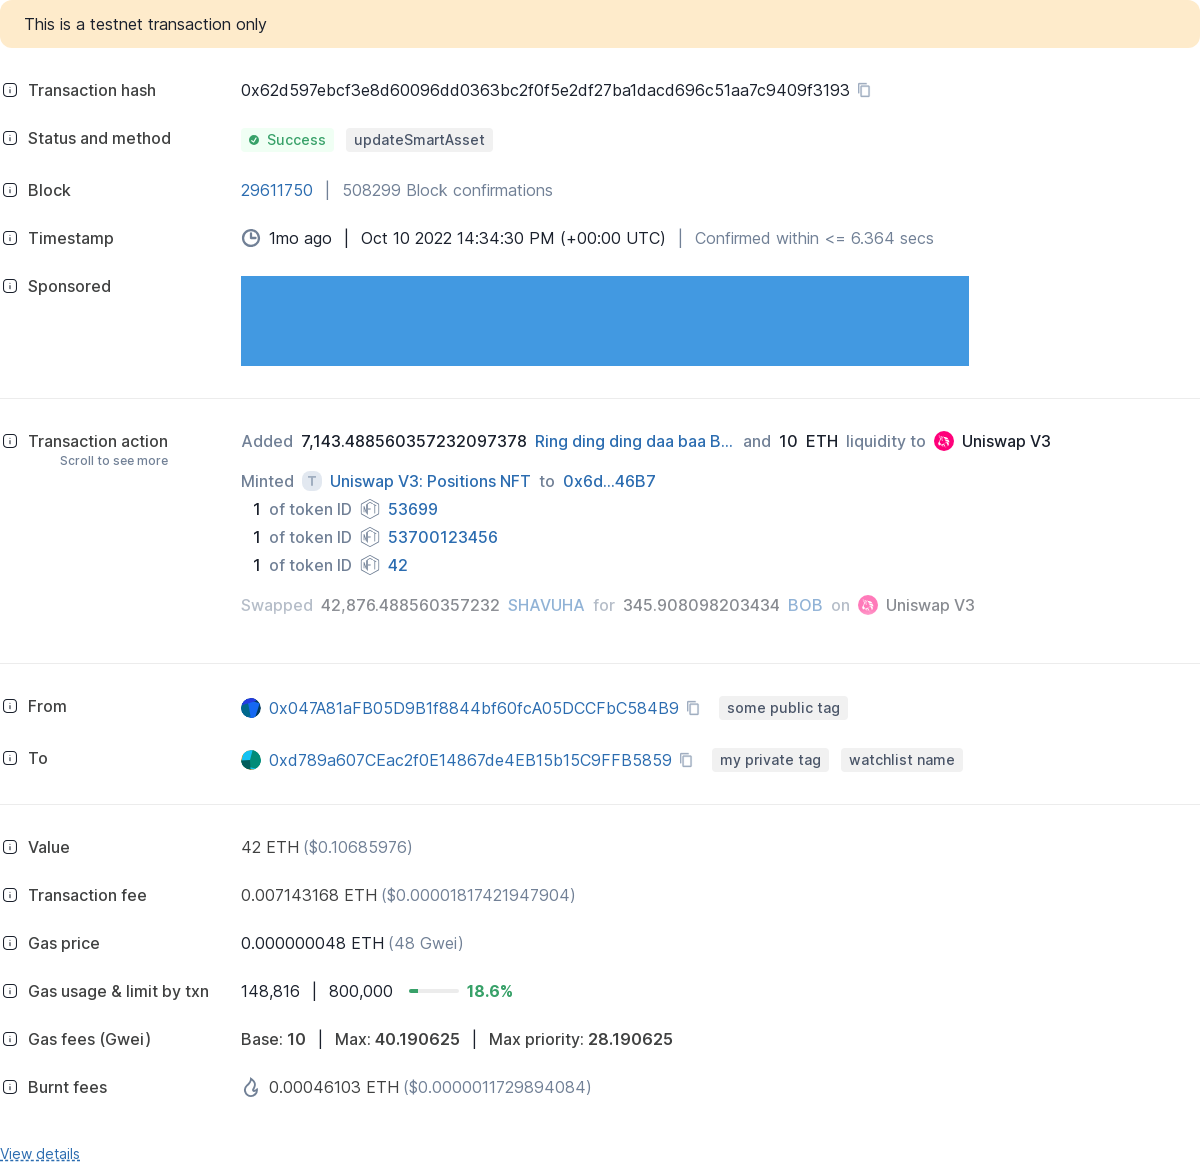 This is a testnet transaction only
Transaction hash 0x62d597ebcf3e8d60096dd0363bc2f0f5e2df27ba1dacd696c51aa7c9409f3193
Status and method Success updateSmartAsset
Block 29611750 | 508299 Block confirmations
Timestamp 1mo ago | Oct 10 2022 14:34:30 PM (+00:00 UTC) | Confirmed within <= 6.364 secs
Sponsored
Transaction action Added 7,143.488560357232097378 Ring ding ding daa baa B... and 10 ETH liquidity to Uniswap V3
Scroll to see more
Minted T Uniswap V3: Positions NFT to 0x6d...46B7
1 of token ID NFT 53699
1 of token ID NFT 53700123456
1 of token ID NFT 42
Swapped 42,876.488560357232 SHAVUHA for 345.908098203434 BOB on Uniswap V3
From 0x047A81aFB05D9B1f8844bf60fcA05DCCFbC584B9 some public tag
To 0xd789a607CEac2f0E14867de4EB15b15C9FFB5859 my private tag watchlist name
Value 42 ETH ($0.10685976)
Transaction fee 0.007143168 ETH ($0.00001817421947904)
Gas price 0.000000048 ETH (48 Gwei)
Gas usage & limit by txn 148,816 | 800,000 18.6%
Gas fees (Gwei) Base: 10 | Max: 40.190625 | Max priority: 28.190625
Burnt fees 0.00046103 ETH ($0.0000011729894084)
View details